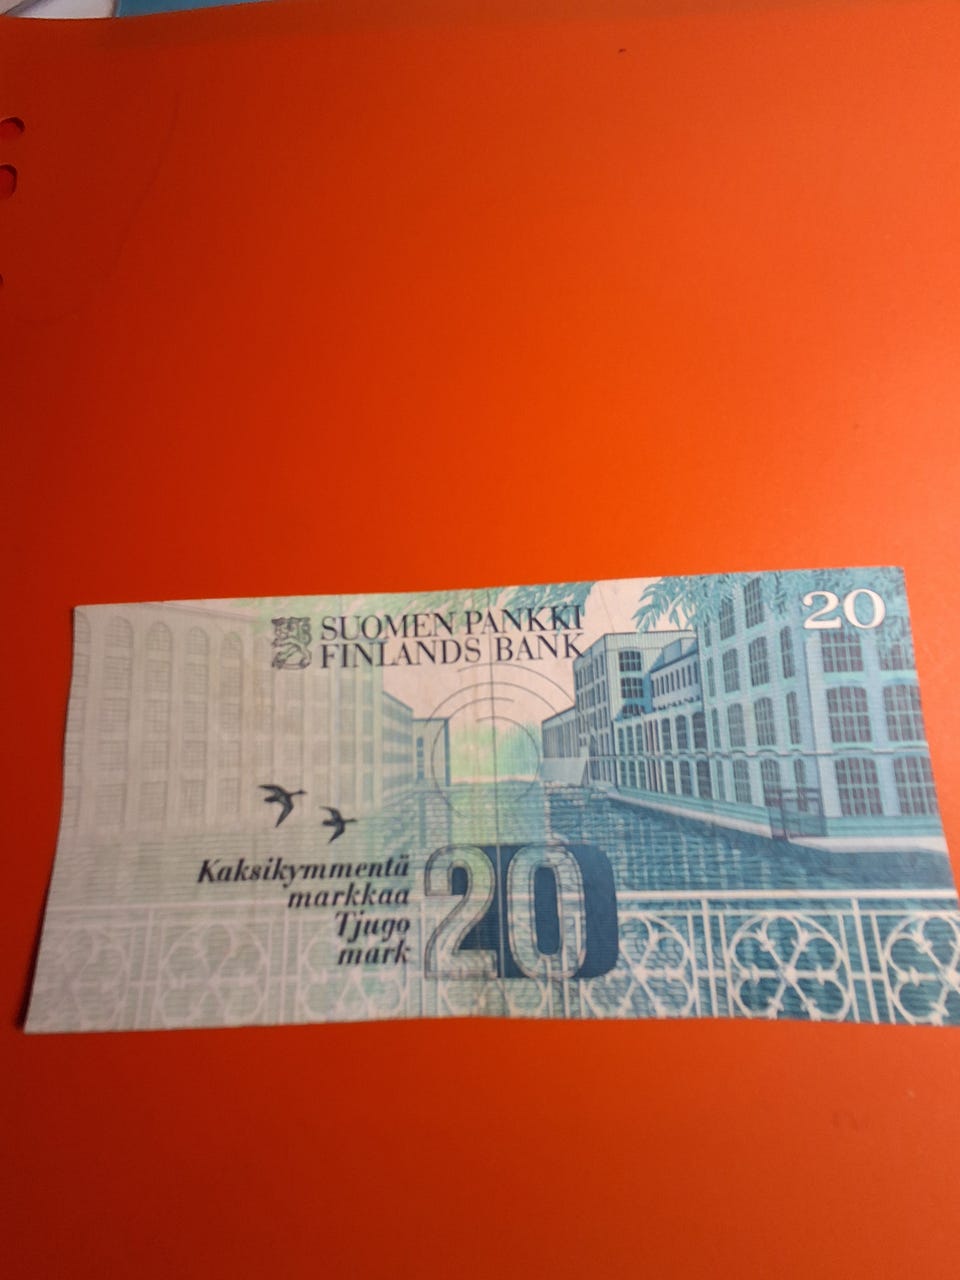 SUOMEN PANKKI
FINLANDS BANK
20
Kaksikymmentä
markkaa
Tjugo
mark
20